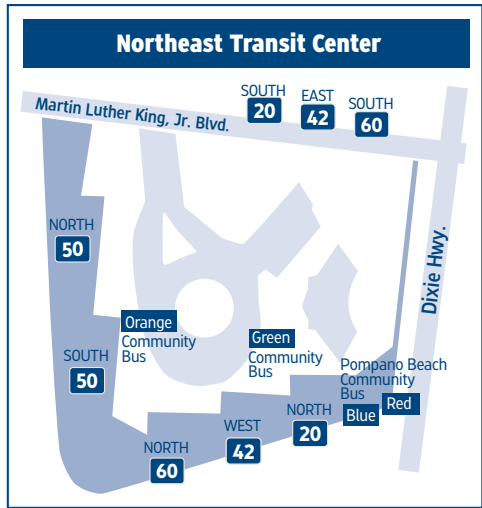 Northeast Transit Center
Martin Luther King, Jr. Blvd.
SOUTH
20
EAST
42
SOUTH
60
Dixie Hwy.
NORTH
50
Orange
Community
Bus
Green
Community
Bus
SOUTH
50
Pompano Beach
Community
Bus
Blue
Red
NORTH
20
WEST
42
NORTH
60